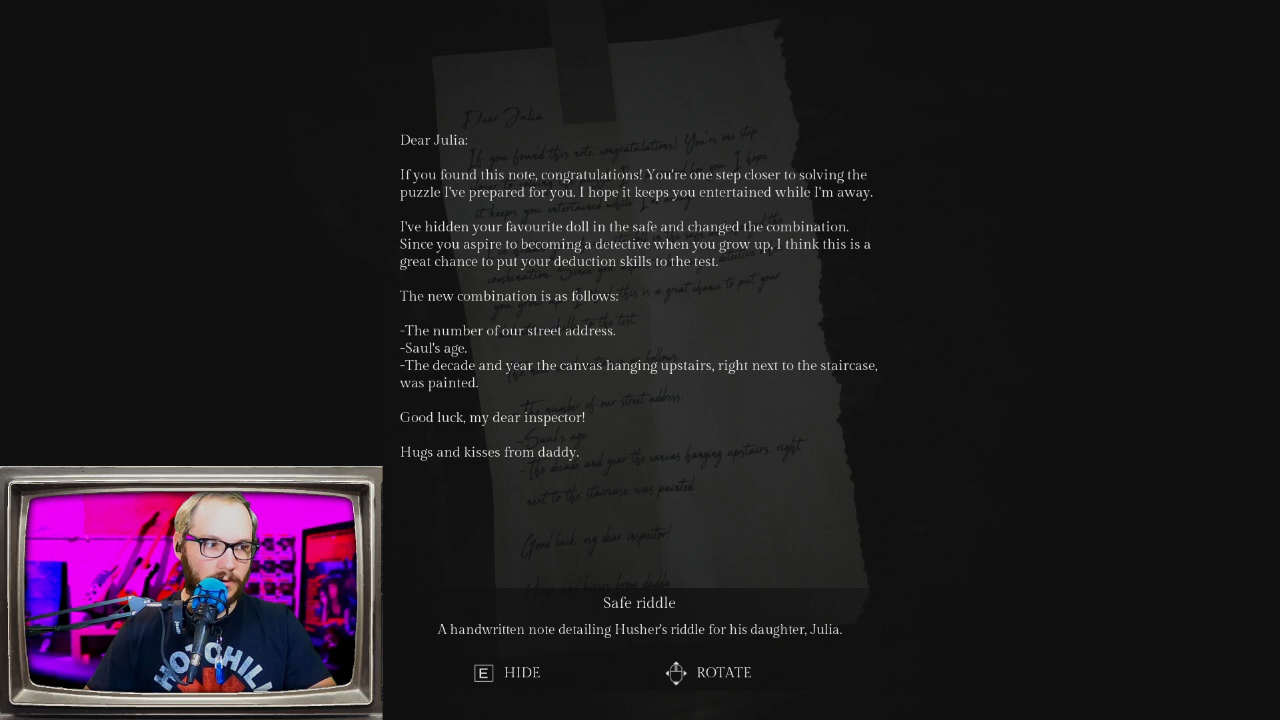 Dear Julia:
If you found this note, congratulations! You're one step closer to solving the
puzzle I've prepared for you. I hope it keeps you entertained while I'm away.
I've hidden your favourite doll in the safe and changed the combination.
Since you aspire to becoming a detective when you grow up, I think this is a
great chance to put your deduction skills to the test.
The new combination is as follows:
-The number of our street address.
-Saul's age.
-The decade and year the canvas hanging upstairs, right next to the staircase,
was painted.
Good luck, my dear inspector!
Hugs and kisses from daddy.
Safe riddle
A handwritten note detailing Husher's riddle for his daughter, Julia.
E HIDE
ROTATE
HOT CHILI